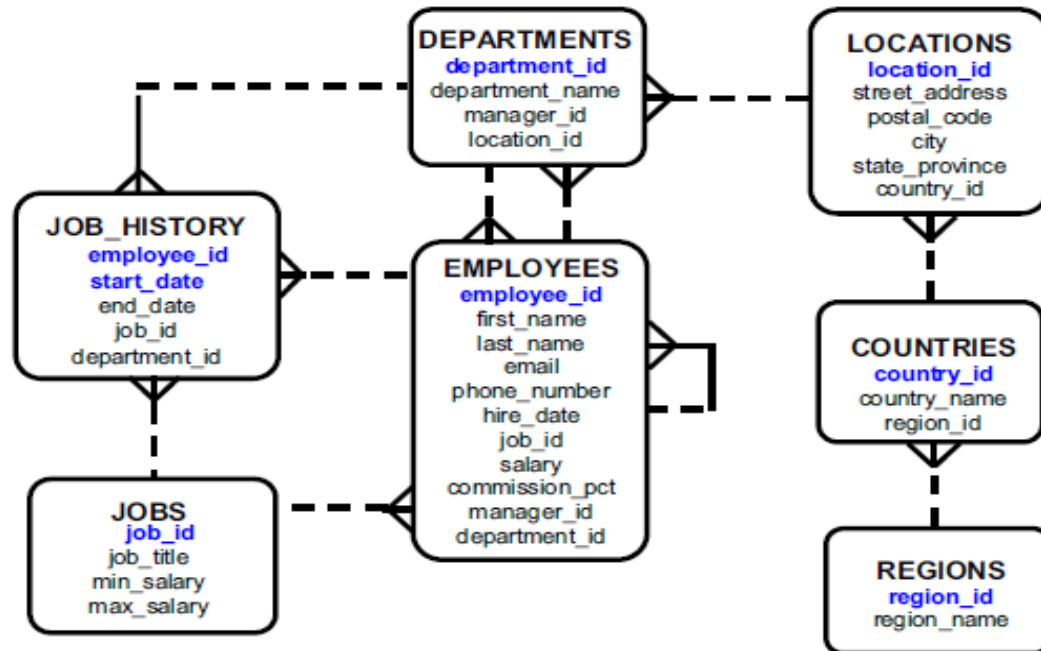 DEPARTMENTS
department_id
department_name
manager_id
location_id
LOCATIONS
location_id
street_address
postal_code
city
state_province
country_id
JOB_HISTORY
employee_id
start_date
end_date
job_id
department_id
EMPLOYEES
employee_id
first_name
last_name
email
phone_number
hire_date
job_id
salary
commission_pct
manager_id
department_id
COUNTRIES
country_id
country_name
region_id
JOBS
job_id
job_title
min_salary
max_salary
REGIONS
region_id
region_name